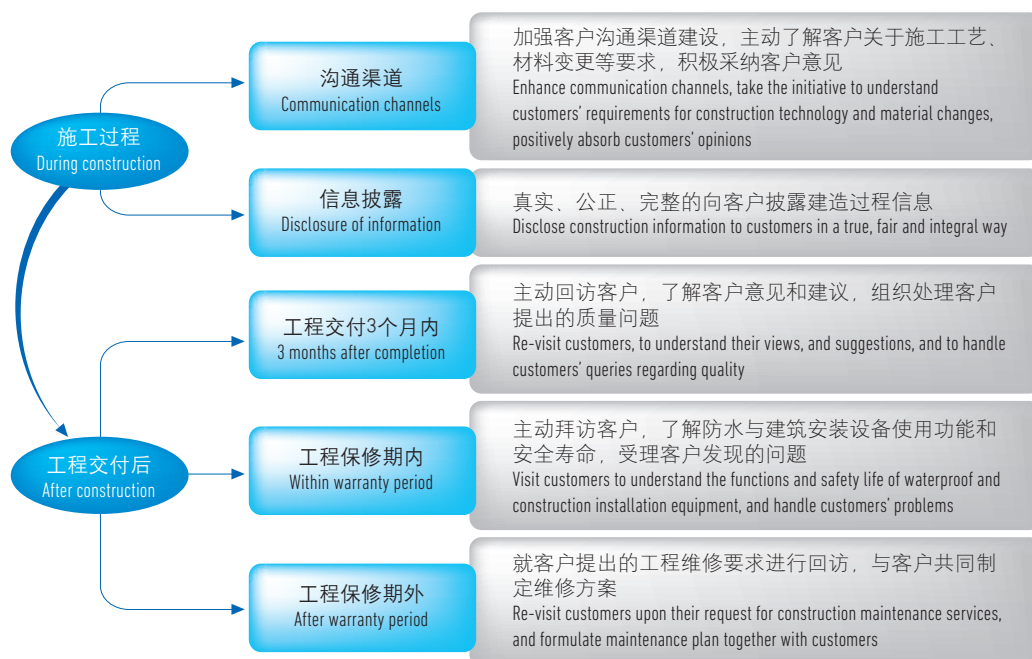 施工过程
During construction
沟通渠道
Communication channels
加强客户沟通渠道建设，主动了解客户关于施工工艺、
材料变更等要求，积极采纳客户意见
Enhance communication channels, take the initiative to understand
customers' requirements for construction technology and material changes,
positively absorb customers' opinions
信息披露
Disclosure of information
真实、公正、完整的向客户披露建造过程信息
Disclose construction information to customers in a true, fair and integral way
工程交付后
After construction
工程交付3个月内
3 months after completion
主动回访客户，了解客户意见和建议，组织处理客户
提出的质量问题
Re-visit customers, to understand their views, and suggestions, and to handle
customers' queries regarding quality
工程保修期内
Within warranty period
主动拜访客户，了解防水与建筑安装设备使用功能和
安全寿命，受理客户发现的问题
Visit customers to understand the functions and safety life of waterproof and
construction installation equipment, and handle customers' problems
工程保修期外
After warranty period
就客户提出的工程维修要求进行回访，与客户共同制
定维修方案
Re-visit customers upon their request for construction maintenance services,
and formulate maintenance plan together with customers